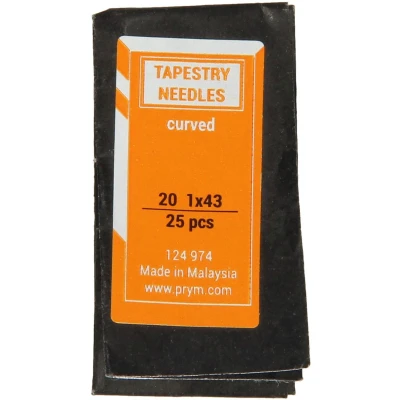 TAPESTRY
NEEDLES
curved
20 1x43
25 pcs
124 974
Made in Malaysia
www.prym.com